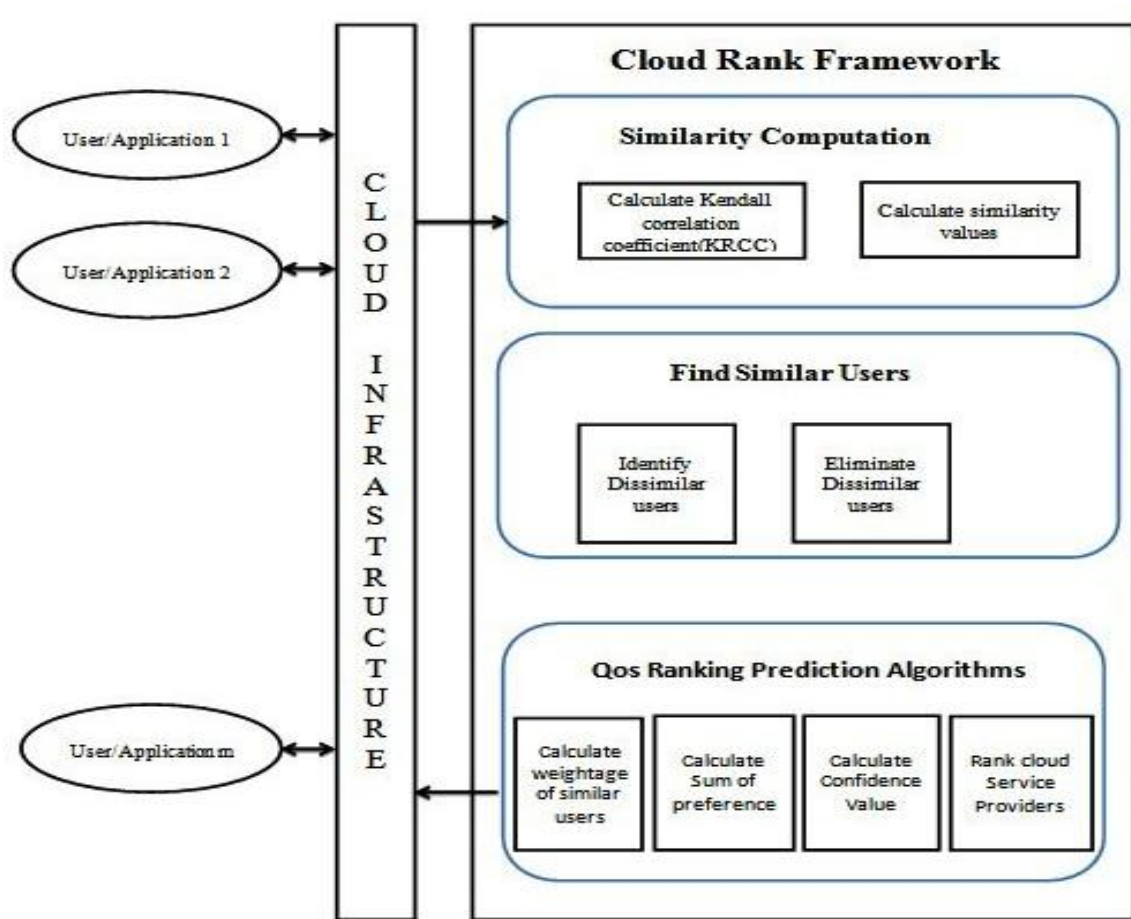 Cloud Rank Framework
User/Application 1
User/Application 2
User/Application m
CLOUD INFRASTRUCTURE
Similarity Computation
Calculate Kendall
correlation
coefficient(KRCC)
Calculate similarity
values
Find Similar Users
Identify
Dissimilar
users
Eliminate
Dissimilar
users
Qos Ranking Prediction Algorithms
Calculate
weightage
of similar
users
Calculate
Sum of
preference
Calculate
Confidence
Value
Rank cloud
Service
Providers